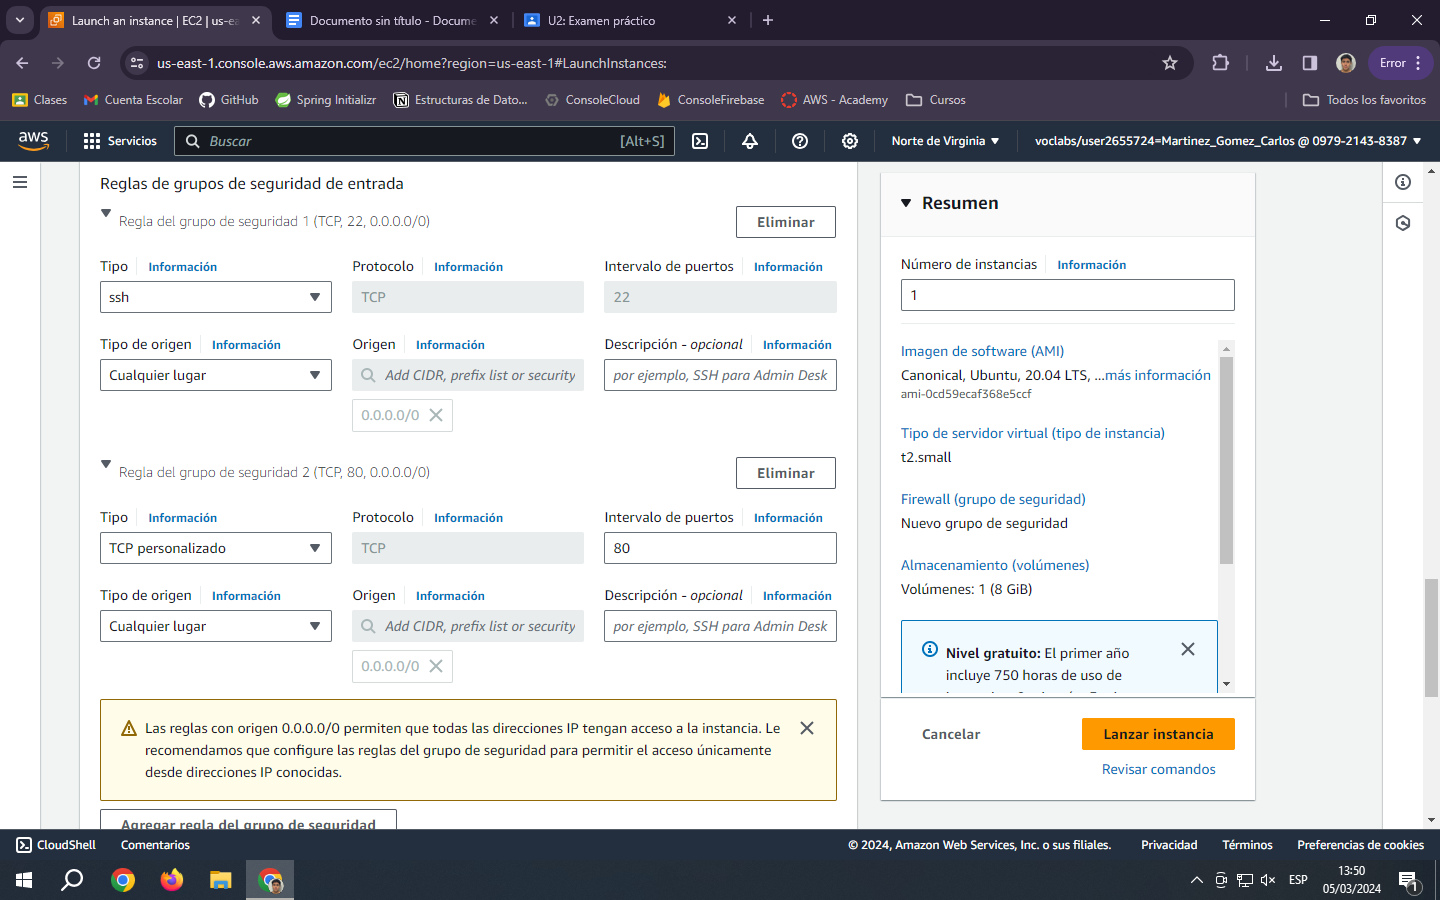 Launch an instance | EC2 | us-ea
Documento sin título - Docume
U2: Examen práctico
us-east-1.console.aws.amazon.com/ec2/home?region=us-east-1#LaunchInstances:
Error
Clases
Cuenta Escolar
GitHub
Spring Initializr
Estructuras de Dato...
ConsoleCloud
ConsoleFirebase
AWS - Academy
Cursos
Todos los favoritos
aws
Servicios
Buscar
[Alt+S]
Norte de Virginia
voclabs/user2655724=Martinez_Gomez_Carlos @ 0979-2143-8387
Reglas de grupos de seguridad de entrada
Regla del grupo de seguridad 1 (TCP, 22, 0.0.0.0/0)
Eliminar
Tipo Información
Protocolo Información
Intervalo de puertos Información
ssh
TCP
22
Tipo de origen Información
Origen Información
Descripción - opcional Información
Cualquier lugar
Add CIDR, prefix list or security
por ejemplo, SSH para Admin Desk
0.0.0.0/0
Regla del grupo de seguridad 2 (TCP, 80, 0.0.0.0/0)
Eliminar
Tipo Información
Protocolo Información
Intervalo de puertos Información
TCP personalizado
TCP
80
Tipo de origen Información
Origen Información
Descripción - opcional Información
Cualquier lugar
Add CIDR, prefix list or security
por ejemplo, SSH para Admin Desk
0.0.0.0/0
Las reglas con origen 0.0.0.0/0 permiten que todas las direcciones IP tengan acceso a la instancia. Le
recomendamos que configure las reglas del grupo de seguridad para permitir el acceso únicamente
desde direcciones IP conocidas.
Agregar regla del grupo de seguridad
Resumen
Número de instancias Información
1
Imagen de software (AMI)
Canonical, Ubuntu, 20.04 LTS, ...más información
ami-0cd59ecaf368e5ccf
Tipo de servidor virtual (tipo de instancia)
t2.small
Firewall (grupo de seguridad)
Nuevo grupo de seguridad
Almacenamiento (volúmenes)
Volúmenes: 1 (8 GiB)
Nivel gratuito: El primer año
incluye 750 horas de uso de
Cancelar
Lanzar instancia
Revisar comandos
CloudShell
Comentarios
© 2024, Amazon Web Services, Inc. o sus filiales.
Privacidad
Términos
Preferencias de cookies
ESP
13:50
05/03/2024
1